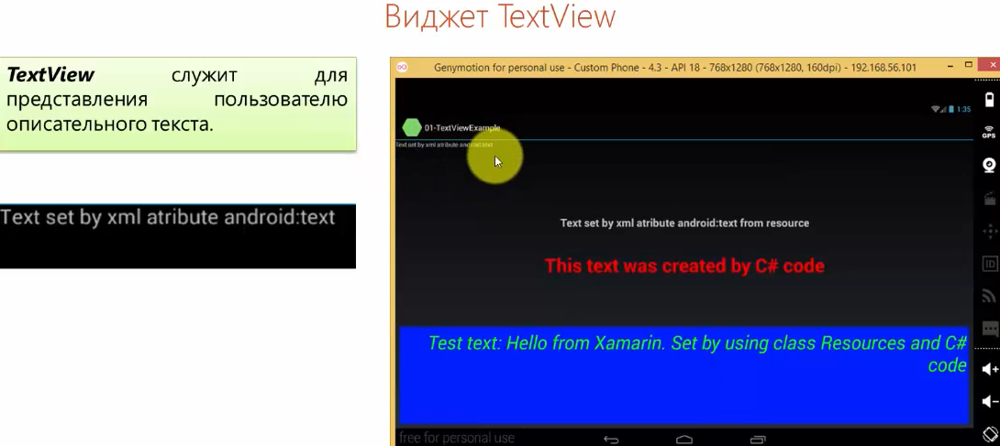 Виджет TextView
TextView служит для
представления пользователю
описательного текста.
Text set by xml atribute android:text
Genymotion for personal use - Custom Phone - 4.3 - API 18 - 768x1280 (768x1280, 160dpi) - 192.168.56.101
1:35
01-TextViewExample
Text set by xml atribute android:text
Text set by xml atribute android:text from resource
This text was created by C# code
Test text: Hello from Xamarin. Set by using class Resources and C#
code
free for personal use
GPS
ID